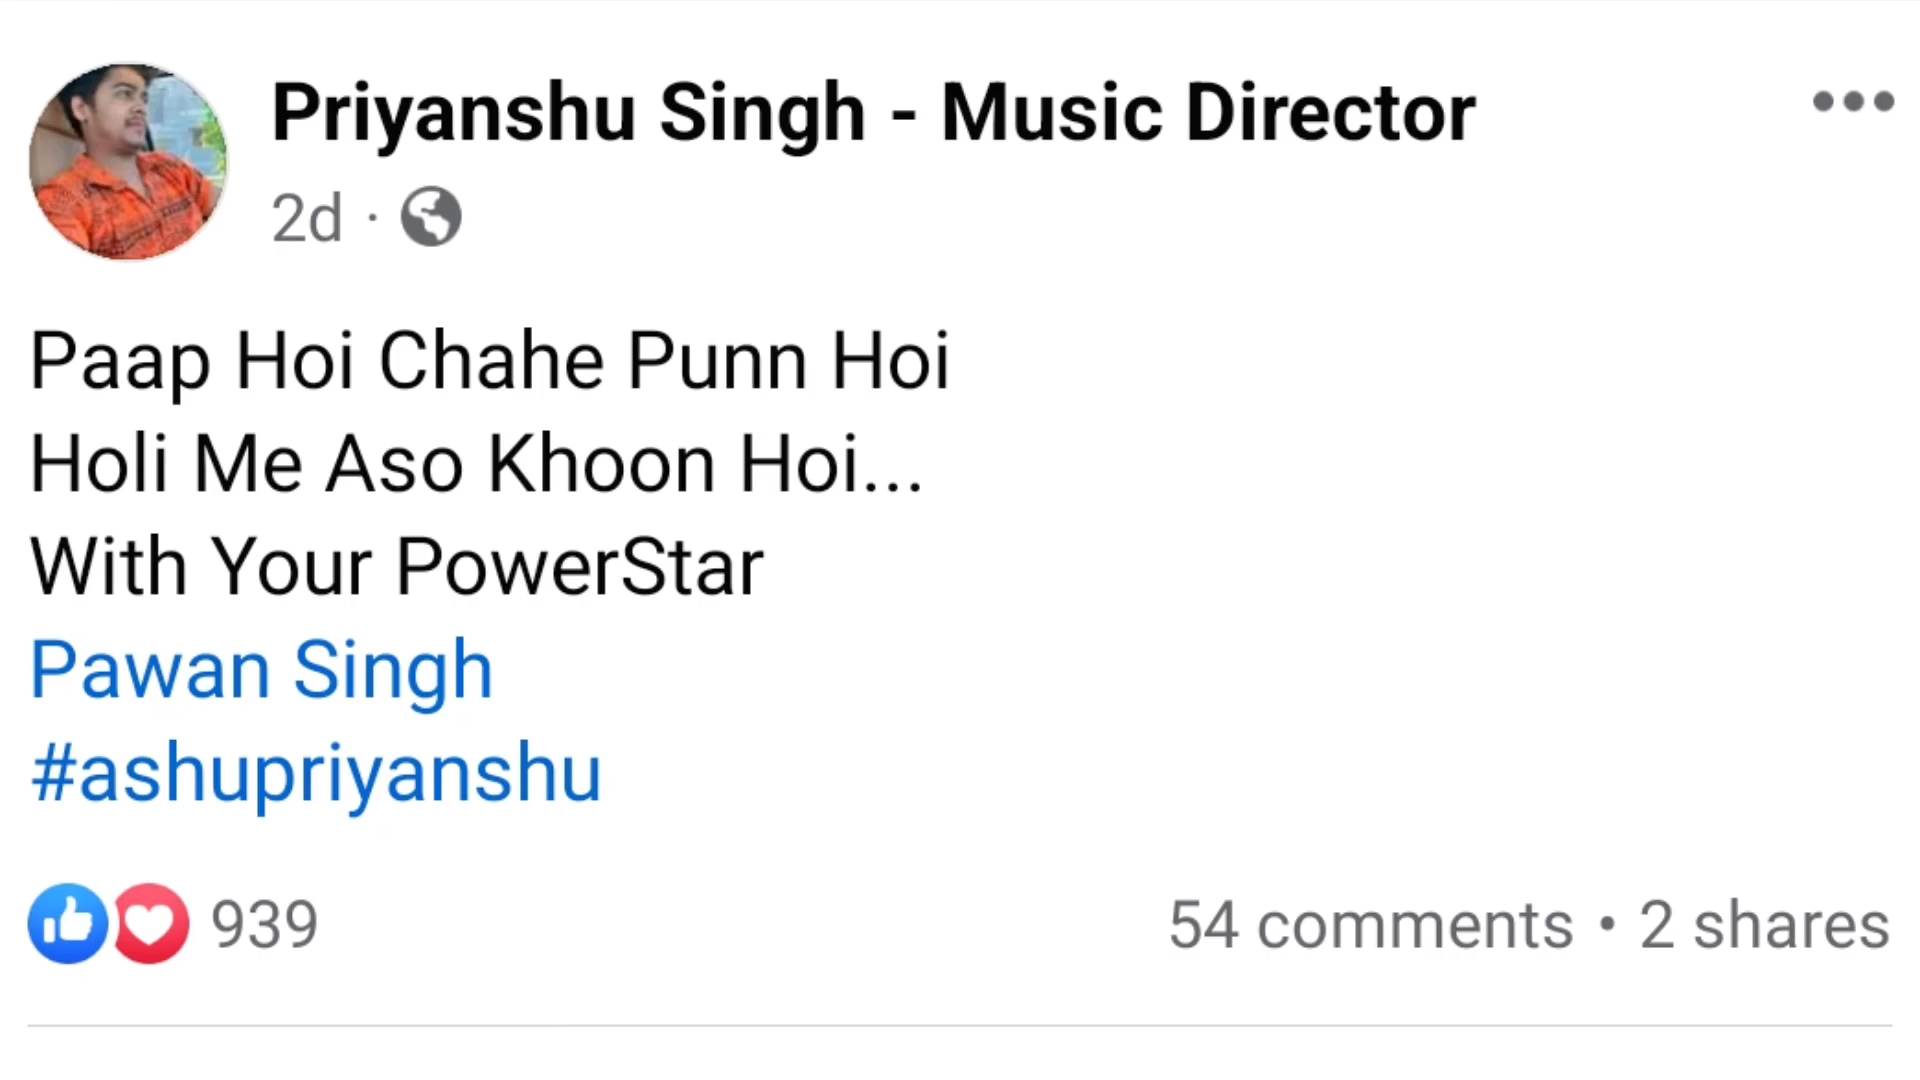 Priyanshu Singh - Music Director
2d ·
Paap Hoi Chahe Punn Hoi
Holi Me Aso Khoon Hoi...
With Your PowerStar
Pawan Singh
#ashupriyanshu
939
54 comments • 2 shares